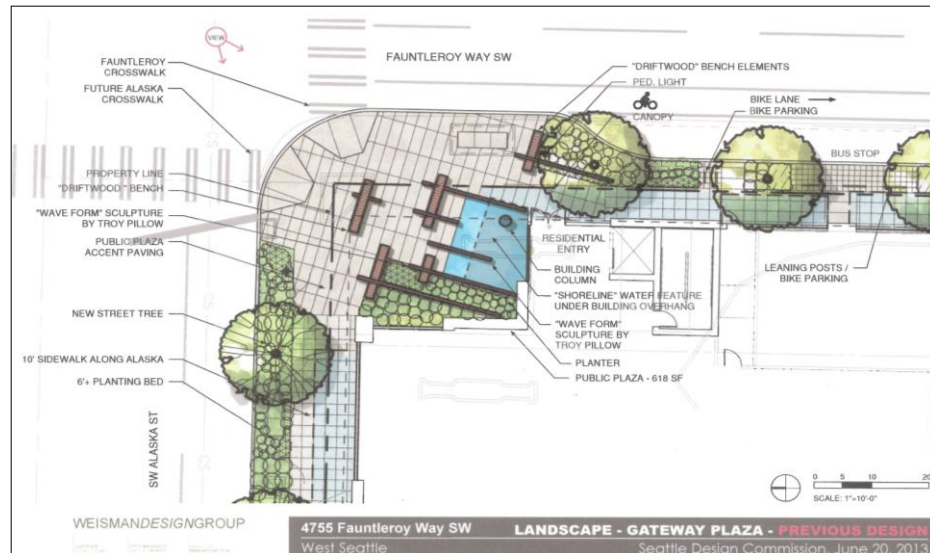 VIEW
FAUNTLEROY WAY SW
FAUNTLEROY
CROSSWALK
FUTURE ALASKA
CROSSWALK
"DRIFTWOOD" BENCH ELEMENTS
PED. LIGHT
CANOPY
BIKE LANE
BIKE PARKING
BUS STOP
PROPERTY LINE
"DRIFTWOOD " BENCH
"WAVE FORM" SCULPTURE
BY TROY PILLOW
PUBLIC PLAZA
ACCENT PAVING
NEW STREET TREE
10' SIDEWALK ALONG ALASKA
6'+ PLANTING BED
RESIDENTIAL
ENTRY
BUILDING
COLUMN
"SHORELINE" WATER FEATURE
UNDER BUILDING OVERHANG
"WAVE FORM"
SCULPTURE BY
TROY PILLOW
PLANTER
PUBLIC PLAZA - 618 SF
LEANING POSTS /
BIKE PARKING
SW ALASKA ST
0 5 10 20
SCALE: 1"=10'-0"
WEISMANDESIGNGROUP
4755 Fauntleroy Way SW
West Seattle
LANDSCAPE - GATEWAY PLAZA - PREVIOUS DESIGN
Seattle Design Commission, June 20, 2013